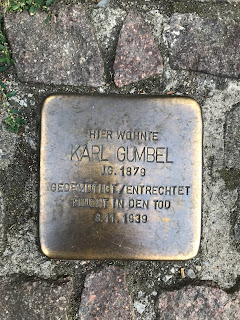 HIER WOHNTE
KARL GUMBEL
JG. 1879
GEDEMÜTIGT / ENTRECHTET
FLUCHT IN DEN TOD
8.11.1939